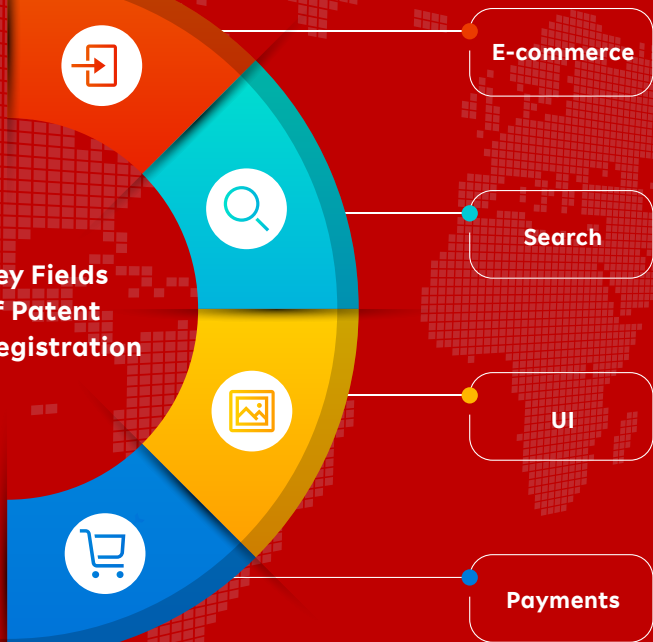 E-commerce
Search
ey Fields
f Patent
egistration
UI
Payments